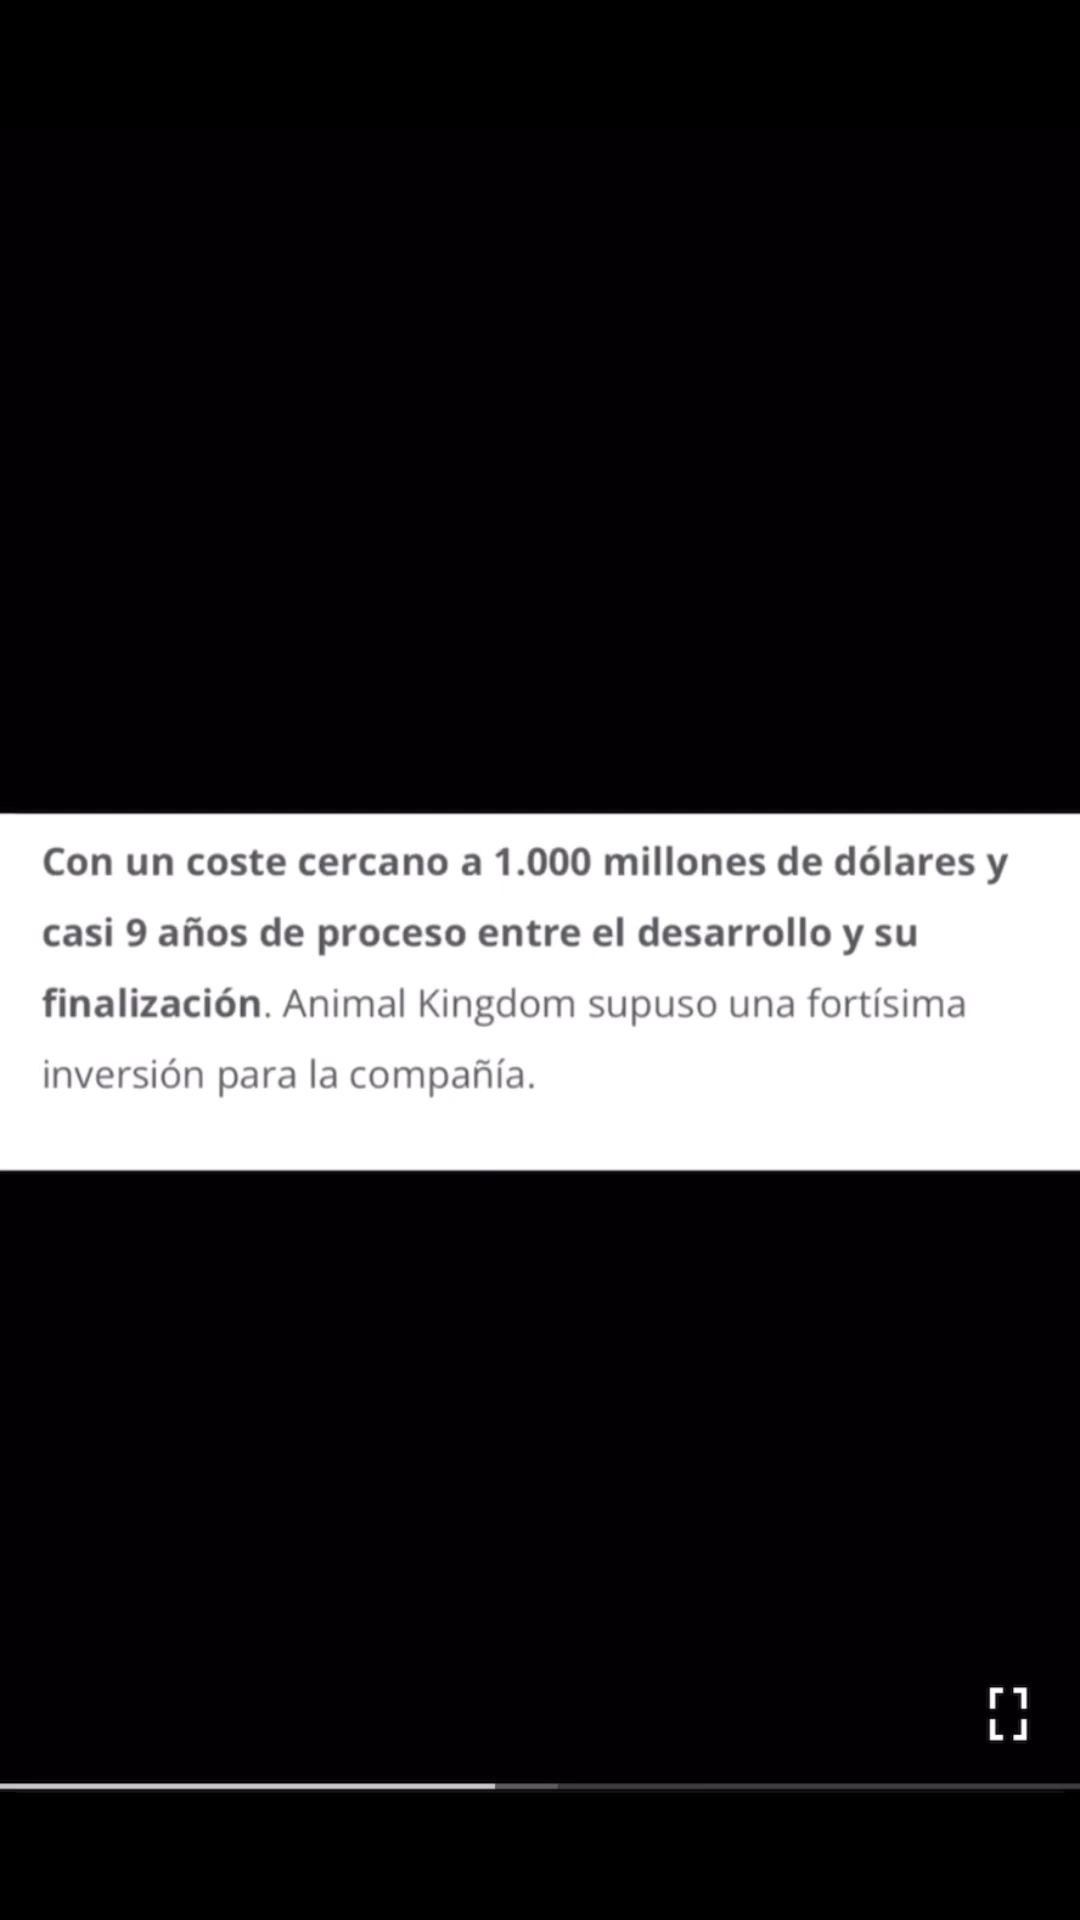 Con un coste cercano a 1.000 millones de dólares y
casi 9 años de proceso entre el desarrollo y su
finalización. Animal Kingdom supuso una fortísima
inversión para la compañía.